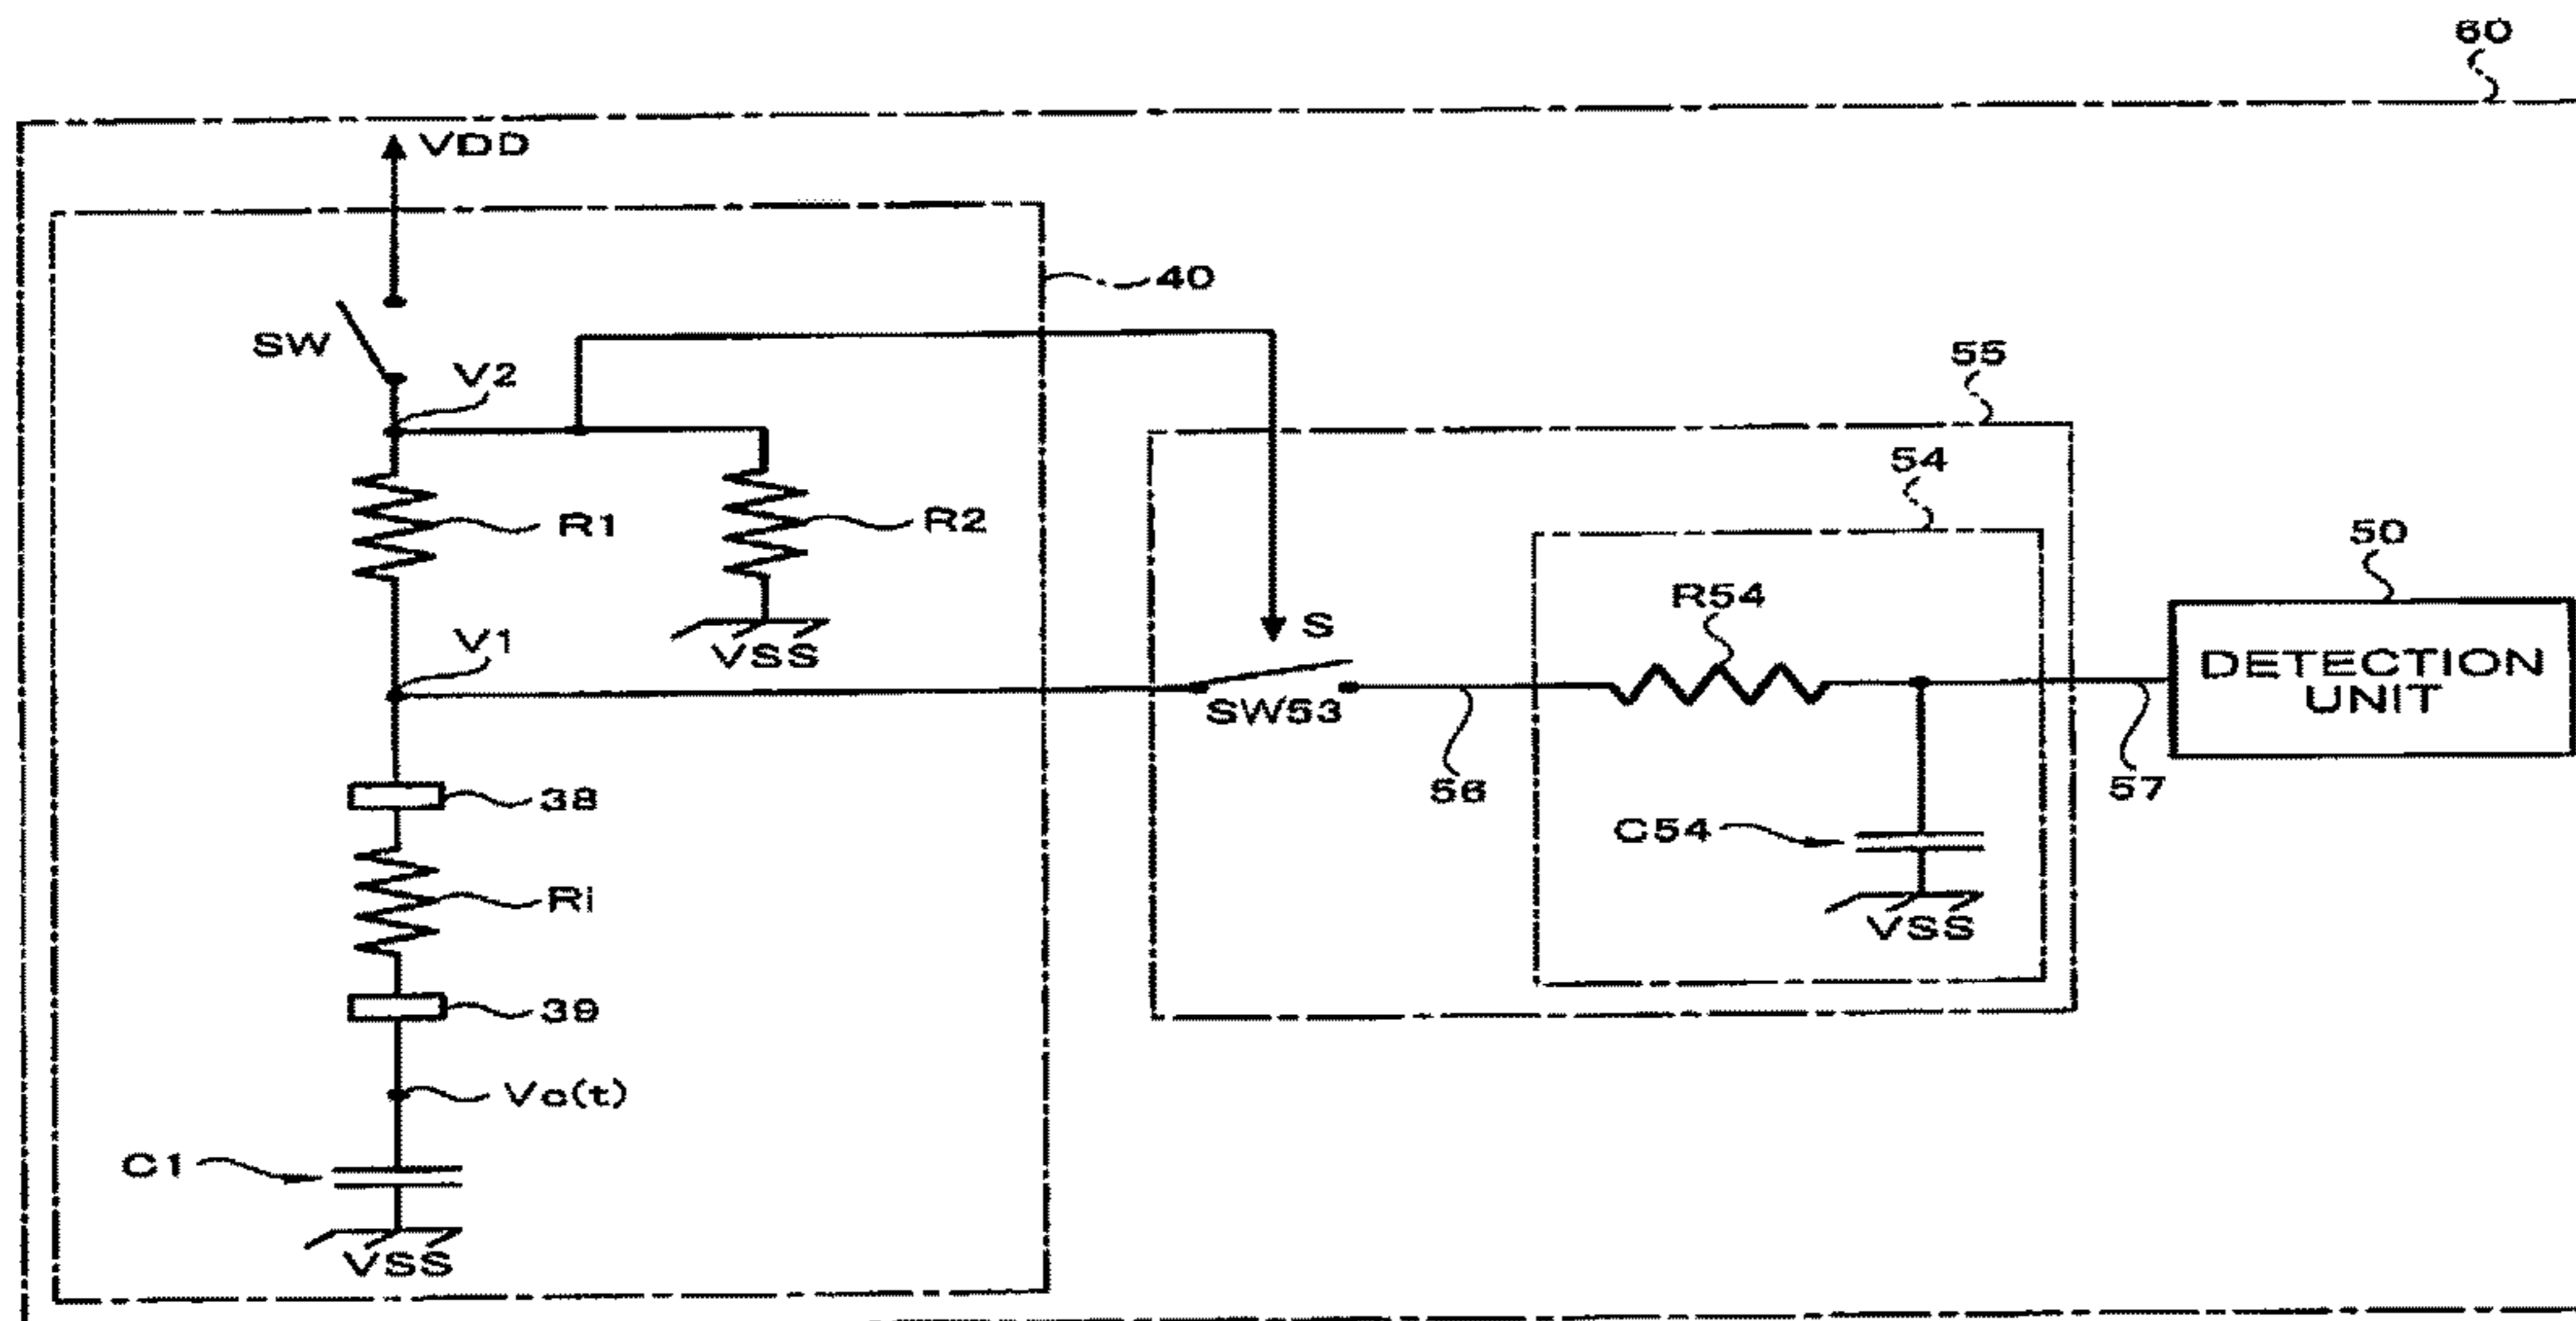 60
VDD
40
SW
V2
55
54
R1
R2
50
R54
S
V1
VSS
DETECTION
UNIT
SW53
56
57
38
C54
Ri
VSS
39
Vc(t)
C1
VSS